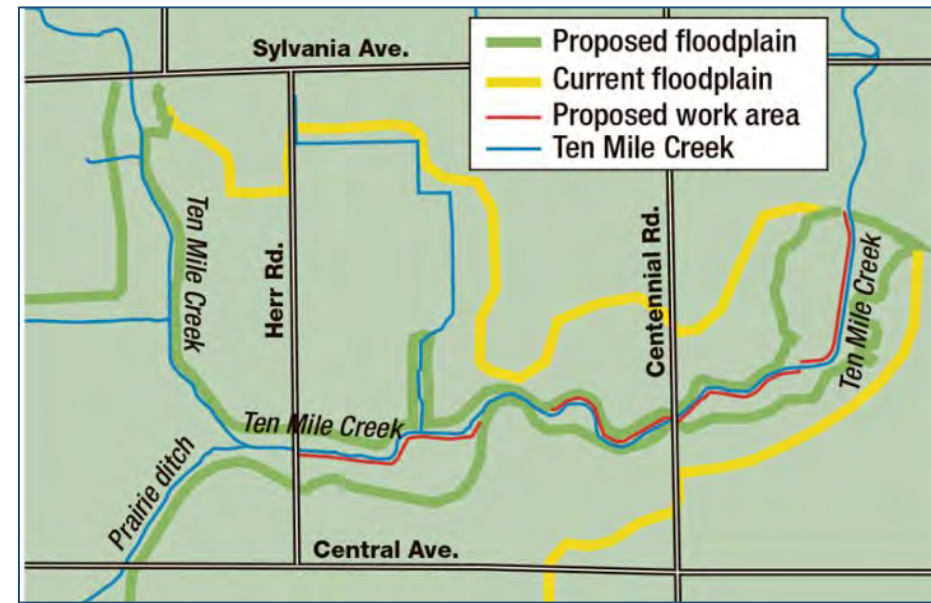 Sylvania Ave.
Proposed floodplain
Current floodplain
Proposed work area
Ten Mile Creek
Ten Mile Creek
Herr Rd.
Centennial Rd.
Ten Mile Creek
Ten Mile Creek
Prairie ditch
Central Ave.